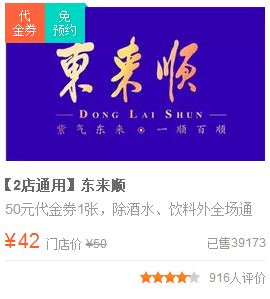 代
金券
免
预约
東来顺
DONG LAI SHUN
紫气东来 一顺百顺
【2店通用】东来顺
50元代金券1张，除酒水、饮料外全场通
¥42 门店价 ¥50 已售39173
916人评价